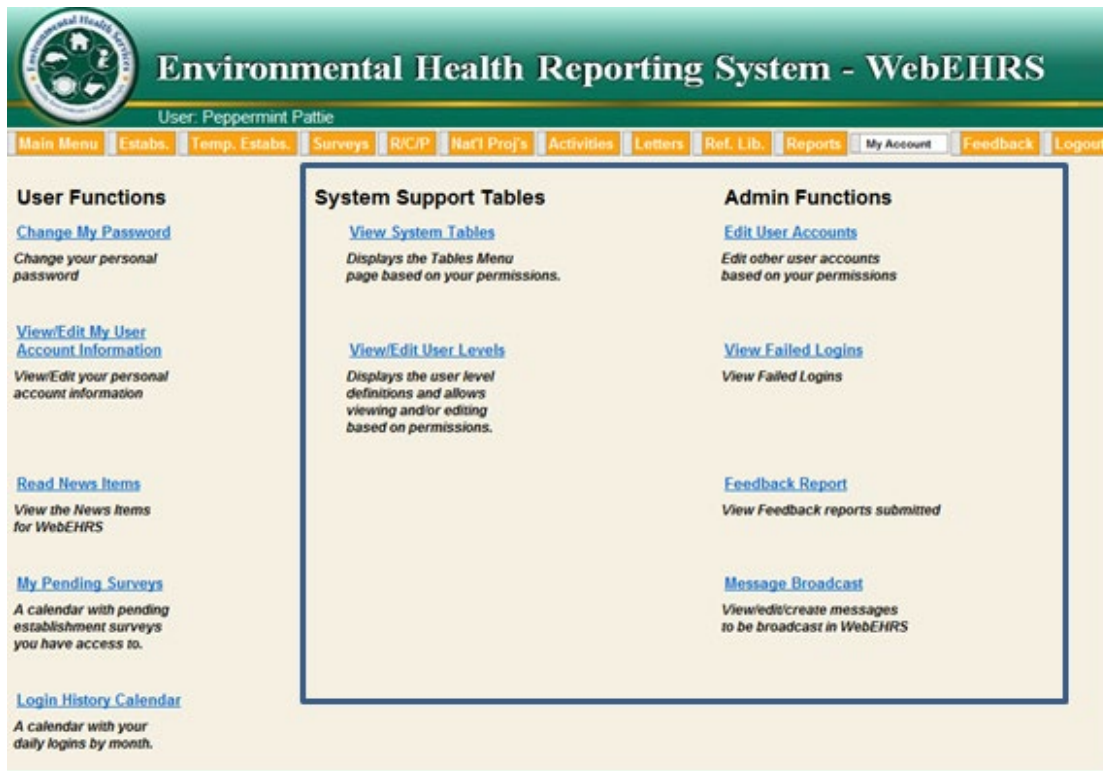 Environmental Health Services
Environmental Health Reporting System - WebEHRS
User: Peppermint Pattie
Main Menu Estabs. Temp. Estabs. Surveys R/C/P Nat'l Proj's Activities Letters Ref. Lib. Reports My Account Feedback Logout
User Functions
Change My Password
Change your personal
password
View/Edit My User
Account Information
View/Edit your personal
account information
Read News Items
View the News Items
for WebEHRS
My Pending Surveys
A calendar with pending
establishment surveys
you have access to.
Login History Calendar
A calendar with your
daily logins by month.
System Support Tables
View System Tables
Displays the Tables Menu
page based on your permissions.
View/Edit User Levels
Displays the user level
definitions and allows
viewing and/or editing
based on permissions.
Admin Functions
Edit User Accounts
Edit other user accounts
based on your permissions
View Failed Logins
View Failed Logins
Feedback Report
View Feedback reports submitted
Message Broadcast
View/edit/create messages
to be broadcast in WebEHRS